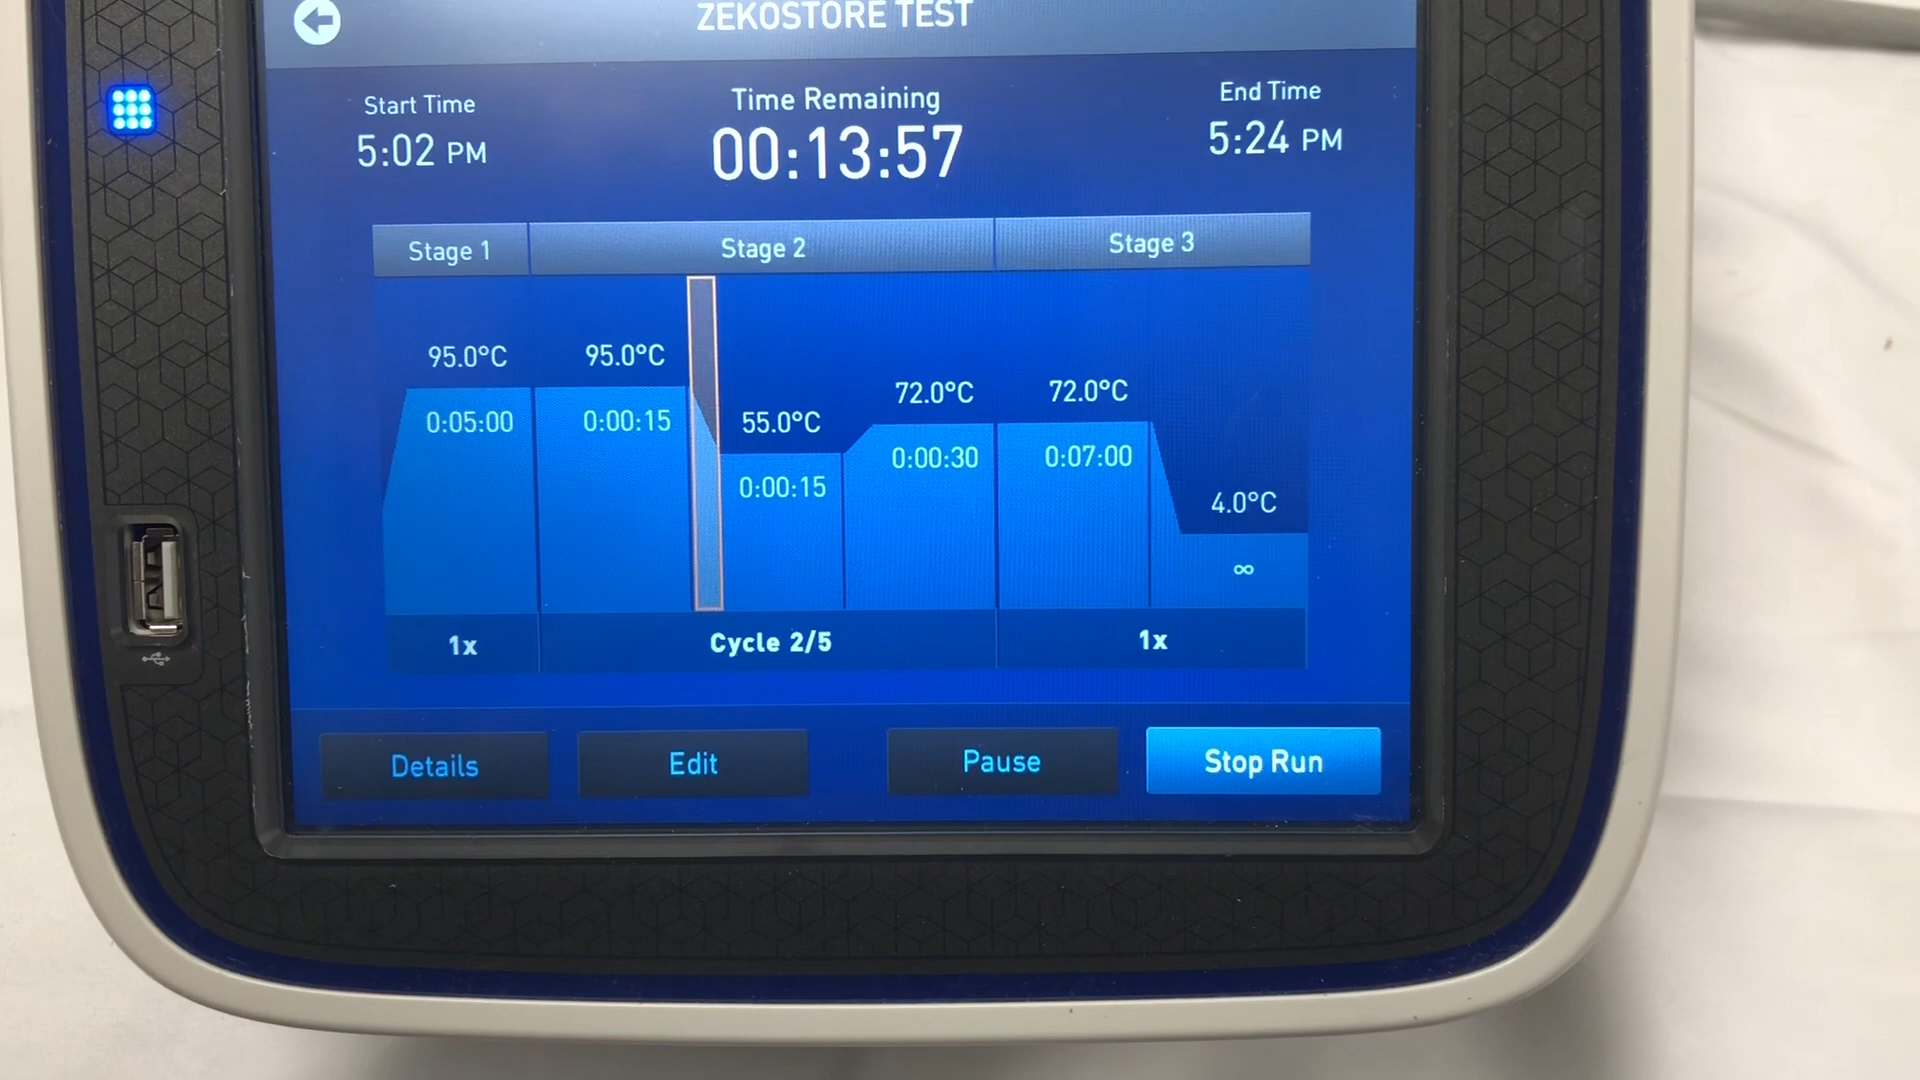 ZEKOSTORE TEST
Start Time
5:02 PM
Time Remaining
00:13:57
End Time
5:24 PM
Stage 1
Stage 2
Stage 3
95.0°C
0:05:00
95.0°C
0:00:15
55.0°C
0:00:15
72.0°C
0:00:30
72.0°C
0:07:00
4.0°C
∞
1x
Cycle 2/5
1x
Details
Edit
Pause
Stop Run